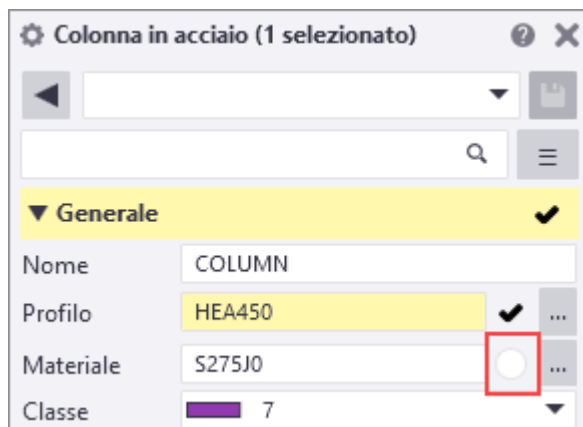 Colonna in acciaio (1 selezionato)
Generale
Nome COLUMN
Profilo HEA450 ...
Materiale S275J0 ...
Classe 7